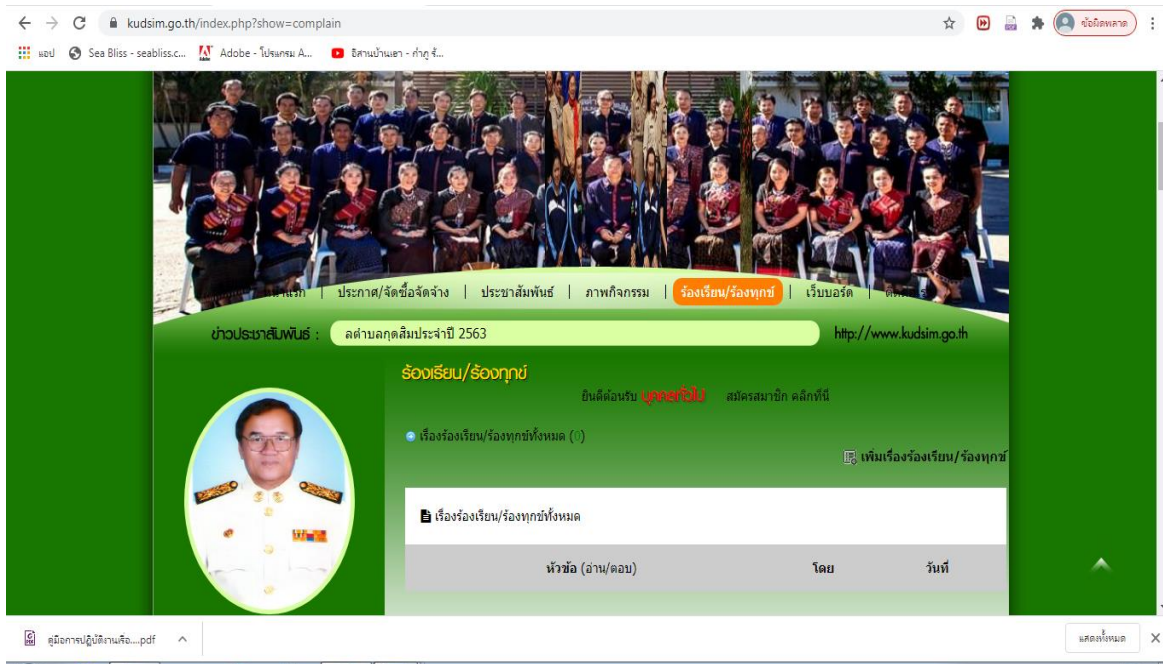 kudsim.go.th/index.php?show=complain
ข้อผิดพลาด
แอป
Sea Bliss - seabliss.c...
Adobe - โปรแกรม A...
อีสานบ้านเฮา - ก่ำกู่ จ้...
ประกาศ/จัดซื้อจัดจ้าง | ประชาสัมพันธ์ | ภาพกิจกรรม | ร้องเรียน/ร้องทุกข์ | เว็บบอร์ด |
ข่าวประชาสัมพันธ์ : ลตำบลกุดสิมประจำปี 2563 http://www.kudsim.go.th
ร้องเรียน/ร้องทุกข์
ยินดีต้อนรับ บุคคลทั่วไป สมัครสมาชิก คลิกที่นี่
เรื่องร้องเรียน/ร้องทุกข์ทั้งหมด (0)
เพิ่มเรื่องร้องเรียน/ร้องทุกข์
เรื่องร้องเรียน/ร้องทุกข์ทั้งหมด
หัวข้อ (อ่าน/ตอบ) โดย วันที่
คู่มือการปฏิบัติงานเรื่อ....pdf
แสดงทั้งหมด